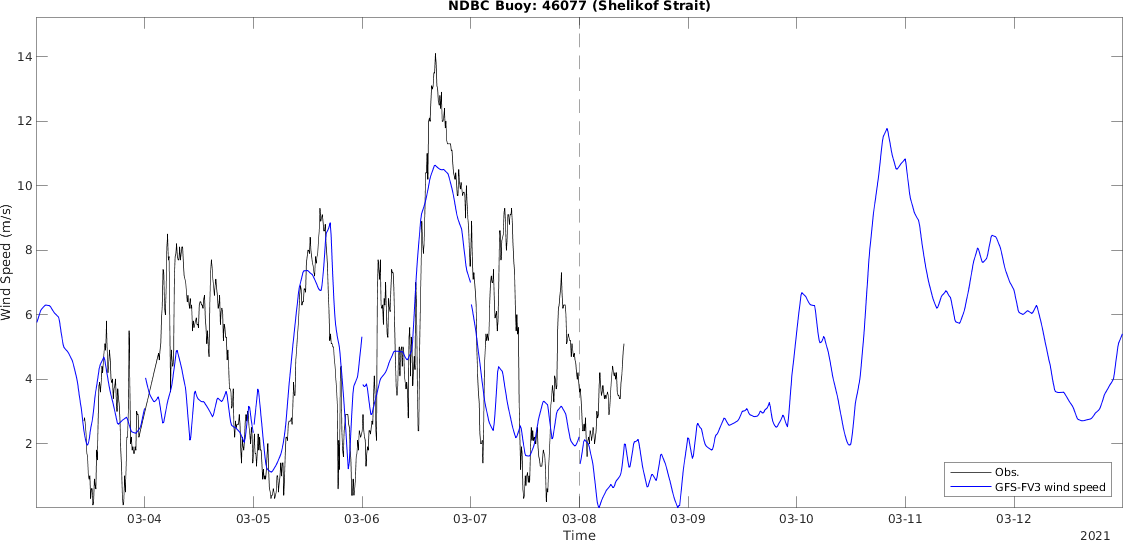 NDBC Buoy: 46077 (Shelikof Strait)
Wind Speed (m/s)
14
12
10
8
6
4
2
Obs.
GFS-FV3 wind speed
03-04 03-05 03-06 03-07 03-08 03-09 03-10 03-11 03-12
Time
2021